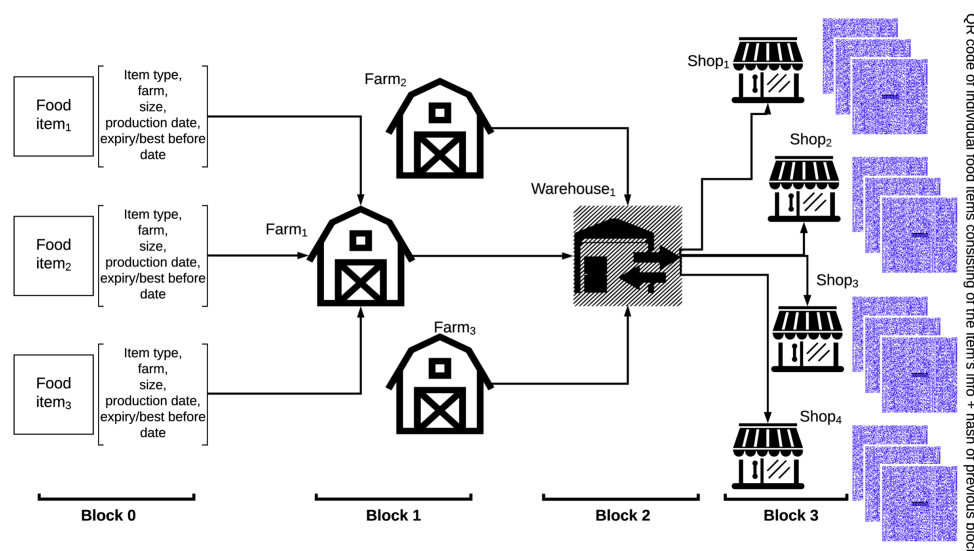 Food
item₁
Item type,
farm,
size,
production date,
expiry/best before
date
Food
item₂
Item type,
farm,
size,
production date,
expiry/best before
date
Food
item₃
Item type,
farm,
size,
production date,
expiry/best before
date
Farm₂
Farm₁
Farm₃
Warehouse₁
Shop₁
Shop₂
Shop₃
Shop₄
QR code of individual food items consisting of the item's info + hash of previous block
Block 0
Block 1
Block 2
Block 3